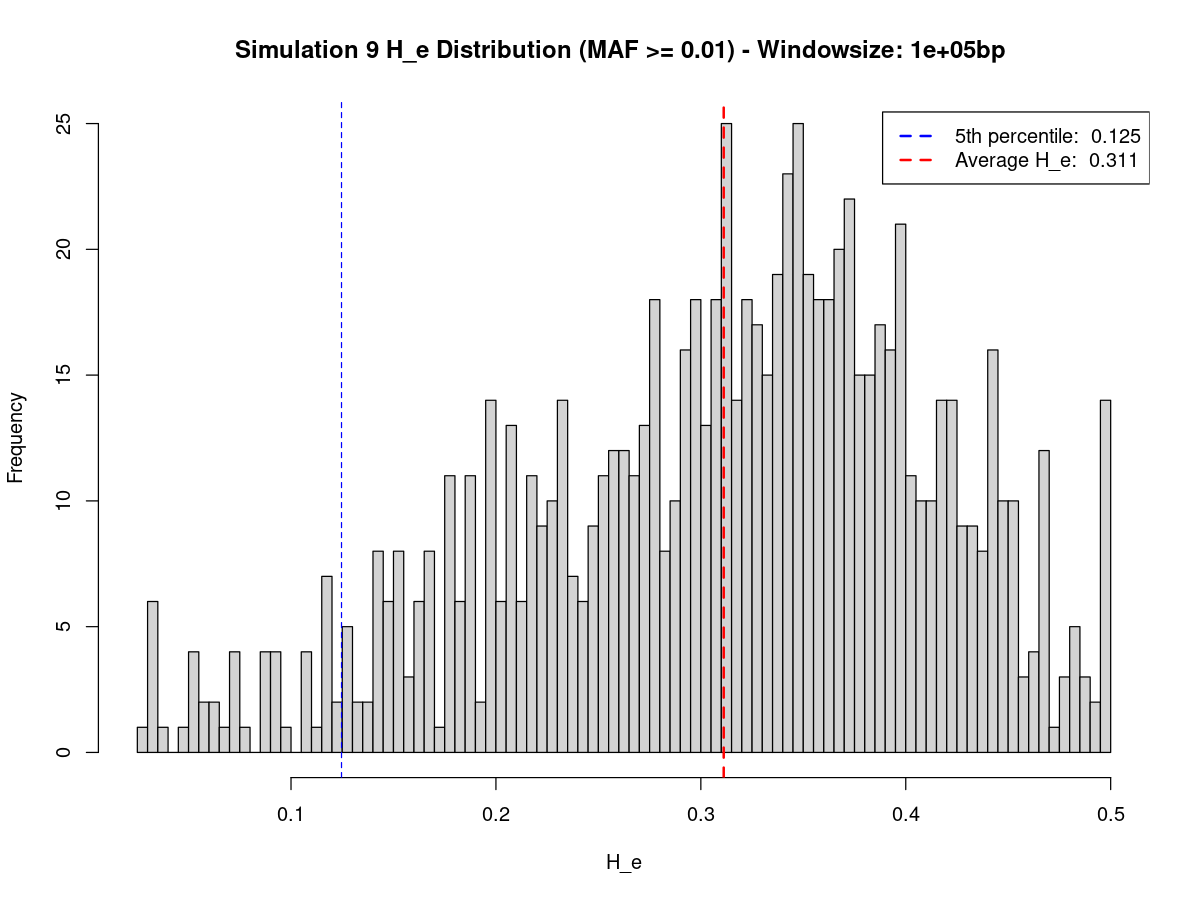 Simulation 9 H_e Distribution (MAF >= 0.01) - Windowsize: 1e+05bp
5th percentile: 0.125
Average H_e: 0.311
Frequency
25
20
15
10
5
0
0.1 0.2 0.3 0.4 0.5
H_e